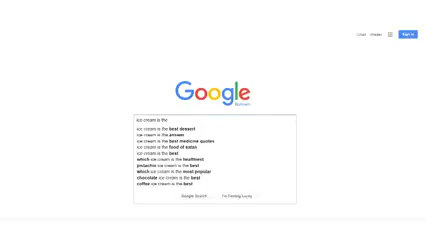 Gmail Images Sign in
Google
ice cream is the
ice cream is the best dessert
ice cream is the answer
ice cream is the best medicine quotes
ice cream is the food of satan
ice cream is the best
which ice cream is the healthiest
pistachio ice cream is the best
which ice cream is the most popular
chocolate ice cream is the best
coffee ice cream is the best
Google Search I'm Feeling Lucky